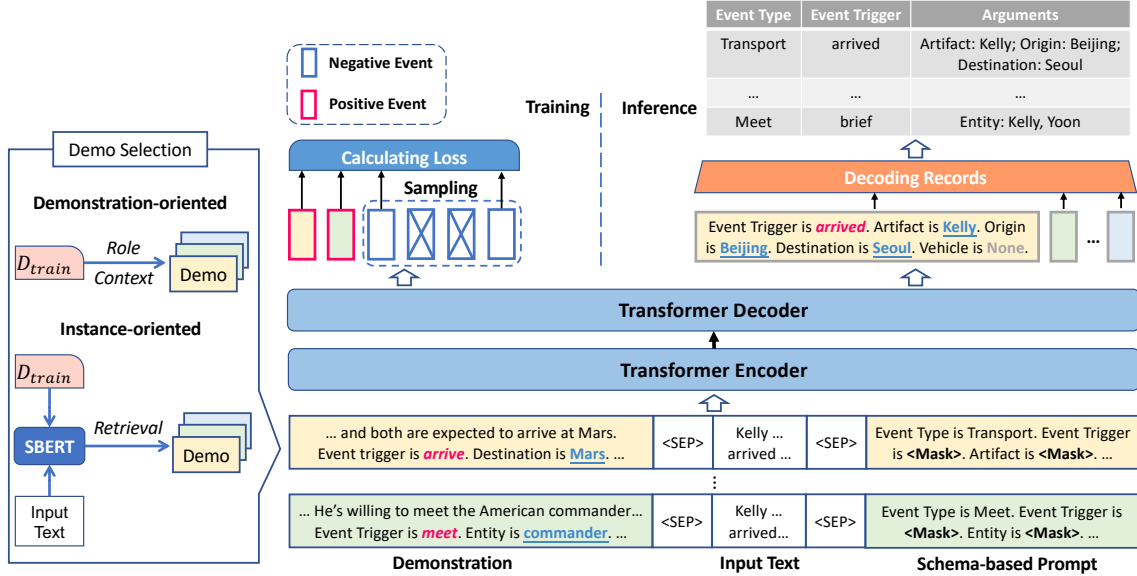 Event Type Event Trigger Arguments
Transport arrived Artifact: Kelly; Origin: Beijing;
Destination: Seoul
... ... ...
Meet brief Entity: Kelly, Yoon
Negative Event
Positive Event
Training
Inference
Demo Selection
Demonstration-oriented
D_train
Role
Context
Demo
Instance-oriented
D_train
SBERT
Retrieval
Demo
Input
Text
Calculating Loss
Sampling
Decoding Records
Event Trigger is arrived. Artifact is Kelly. Origin
is Beijing. Destination is Seoul. Vehicle is None.
...
Transformer Decoder
Transformer Encoder
... and both are expected to arrive at Mars.
Event trigger is arrive. Destination is Mars. ...
<SEP>
Kelly ...
arrived ...
<SEP>
Event Type is Transport. Event Trigger
is <Mask>. Artifact is <Mask>. ...
...
... He's willing to meet the American commander...
Event Trigger is meet. Entity is commander. ...
<SEP>
Kelly ...
arrived...
<SEP>
Event Type is Meet. Event Trigger is
<Mask>. Entity is <Mask>. ...
Demonstration
Input Text
Schema-based Prompt